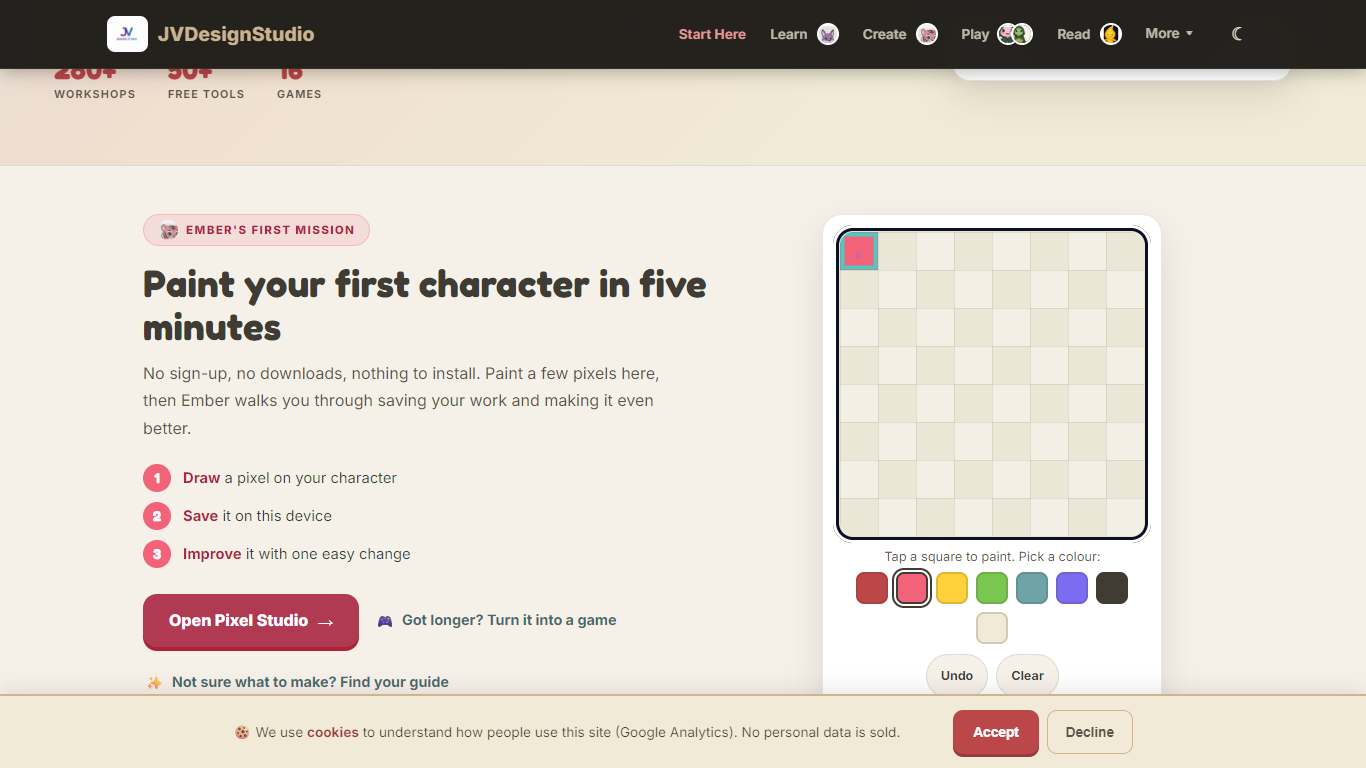 JV
JVDesignStudio
Start Here
Learn
Create
Play
Read
More
280+
50+
16
WORKSHOPS
FREE TOOLS
GAMES
EMBER'S FIRST MISSION
Paint your first character in five
minutes
No sign-up, no downloads, nothing to install. Paint a few pixels here,
then Ember walks you through saving your work and making it even
better.
1 Draw a pixel on your character
2 Save it on this device
3 Improve it with one easy change
Open Pixel Studio →
Got longer? Turn it into a game
Not sure what to make? Find your guide
Tap a square to paint. Pick a colour:
Undo
Clear
We use cookies to understand how people use this site (Google Analytics). No personal data is sold.
Accept
Decline